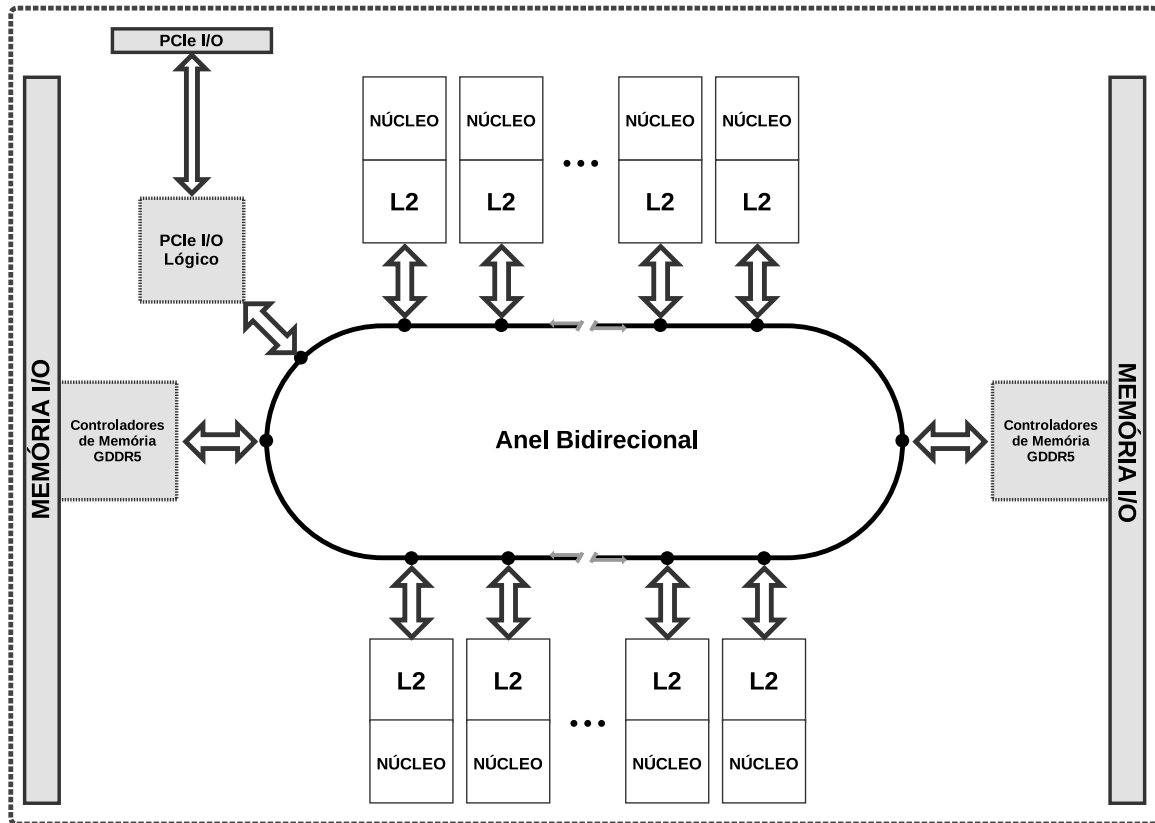 PCIe I/O
NÚCLEO
NÚCLEO
NÚCLEO
NÚCLEO
...
L2
L2
L2
L2
PCIe I/O
Lógico
MEMÓRIA I/O
Controladores
de Memória
GDDR5
Anel Bidirecional
Controladores
de Memória
GDDR5
MEMÓRIA I/O
L2
L2
L2
L2
...
NÚCLEO
NÚCLEO
NÚCLEO
NÚCLEO